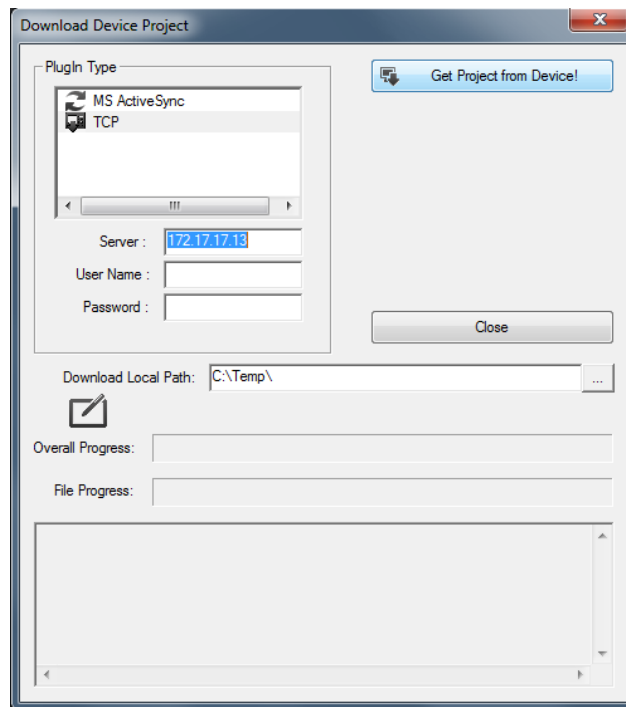 Download Device Project
PlugIn Type
MS ActiveSync
TCP
Get Project from Device!
Server :
172.17.17.13
User Name :
Password :
Close
Download Local Path:
C:\Temp\
...
Overall Progress:
File Progress: